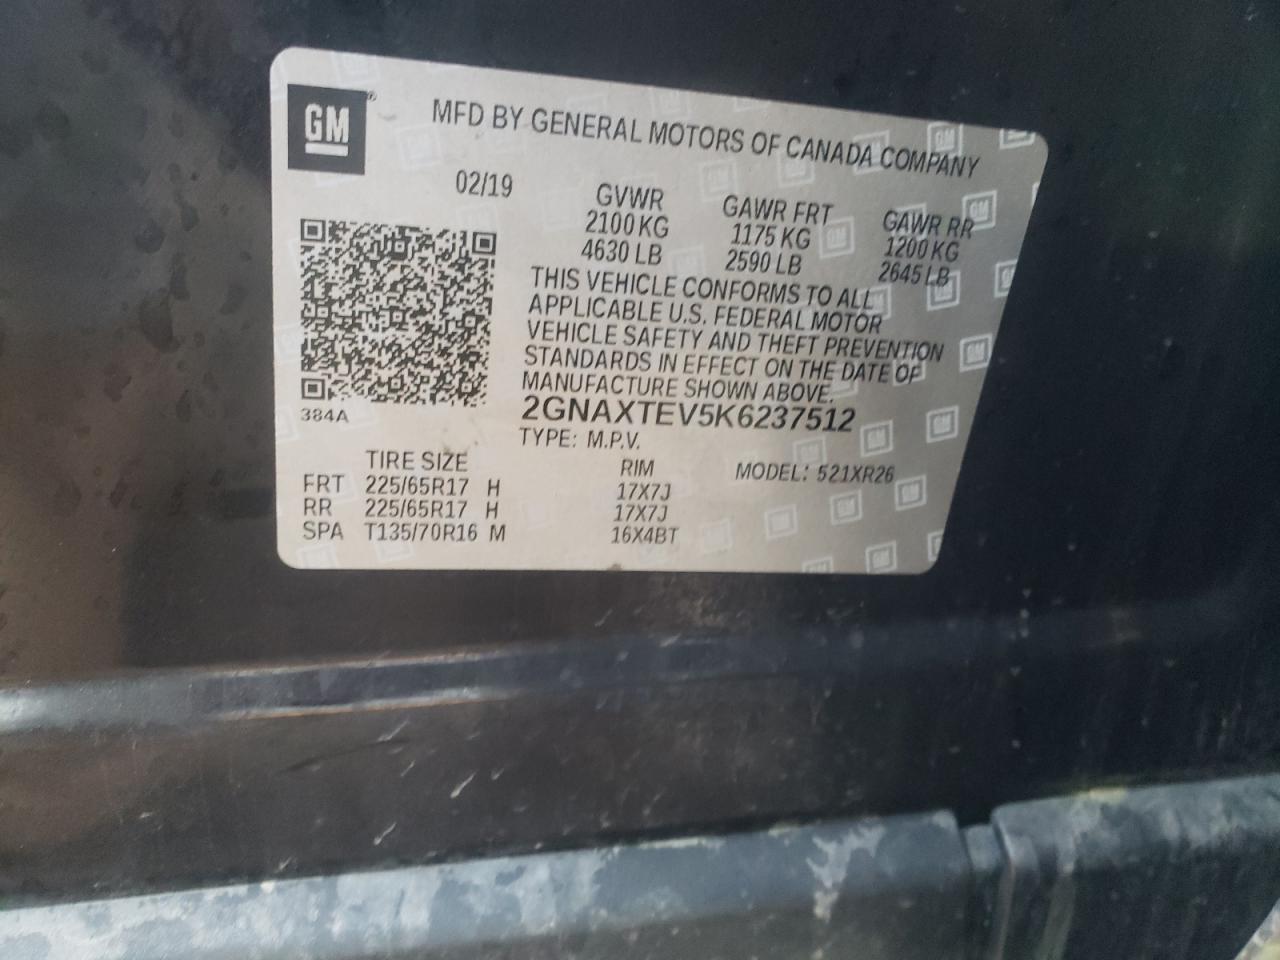 GM
MFD BY GENERAL MOTORS OF CANADA COMPANY
02/19 GVWR GAWR FRT GAWR RR
2100 KG 1175 KG 1200 KG
4630 LB 2590 LB 2645 LB
THIS VEHICLE CONFORMS TO ALL
APPLICABLE U.S. FEDERAL MOTOR
VEHICLE SAFETY AND THEFT PREVENTION
STANDARDS IN EFFECT ON THE DATE OF
MANUFACTURE SHOWN ABOVE.
384A 2GNAXTEV5K6237512
TYPE: M.P.V.
TIRE SIZE RIM MODEL: 521XR26
FRT 225/65R17 H 17X7J
RR 225/65R17 H 17X7J
SPA T135/70R16 M 16X4BT